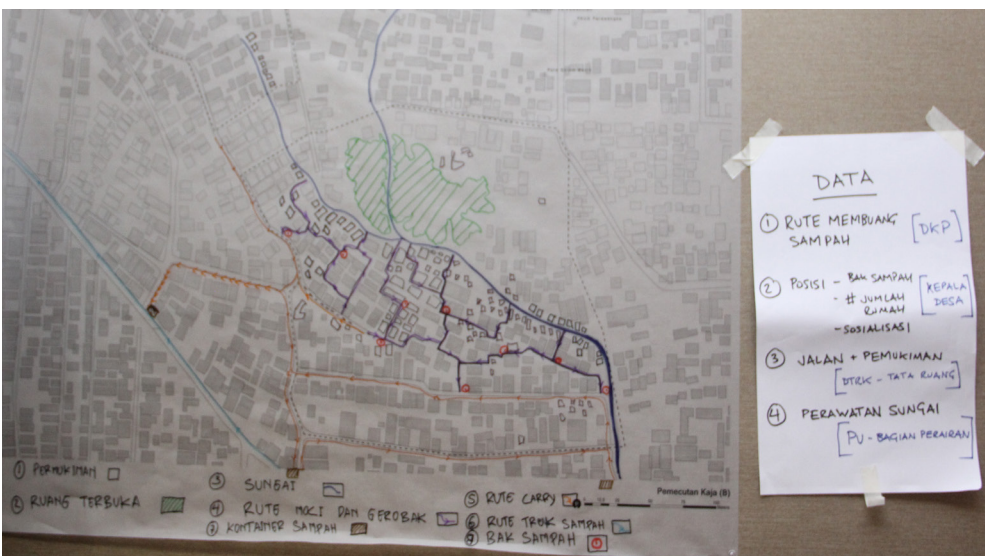 ① PERMUKIMAN
② RUANG TERBUKA
③ SUNGAI
④ RUTE MOCI DAN GEROBAK
⑦ KONTAINER SAMPAH
⑤ RUTE CARRY
⑥ RUTE TRUK SAMPAH
BAK SAMPAH
Pemecutan Kaja (B)
DATA
① RUTE MEMBUANG SAMPAH [DKP]
② POSISI - BAK SAMPAH [KEPALA DESA]
- # JUMLAH RUMAH
- SOSIALISASI
③ JALAN + PEMUKIMAN
[DTRK - TATA RUANG]
④ PERAWATAN SUNGAI
[PU - BAGIAN PERAIRAN]